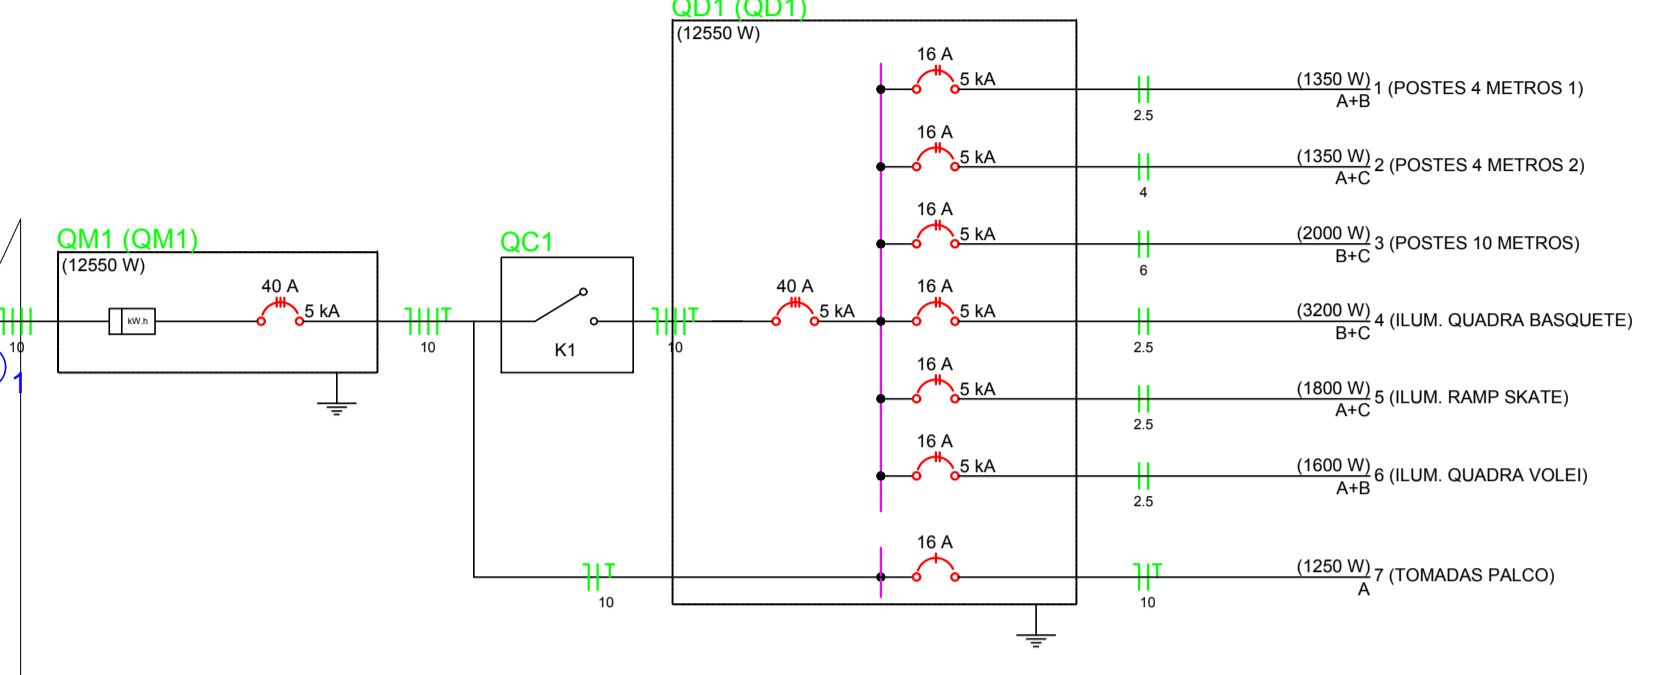 QD1 (QD1)
(12550 W)
16 A
5 kA
2.5
(1350 W)
A+B
1 (POSTES 4 METROS 1)
16 A
5 kA
4
(1350 W)
A+C
2 (POSTES 4 METROS 2)
16 A
5 kA
6
(2000 W)
B+C
3 (POSTES 10 METROS)
QM1 (QM1)
(12550 W)
kW.h
40 A
5 kA
10
10
1
QC1
K1
10
40 A
5 kA
16 A
5 kA
2.5
(3200 W)
B+C
4 (ILUM. QUADRA BASQUETE)
16 A
5 kA
2.5
(1800 W)
A+C
5 (ILUM. RAMP SKATE)
16 A
5 kA
2.5
(1600 W)
A+B
6 (ILUM. QUADRA VOLEI)
10
16 A
10
(1250 W)
A
7 (TOMADAS PALCO)